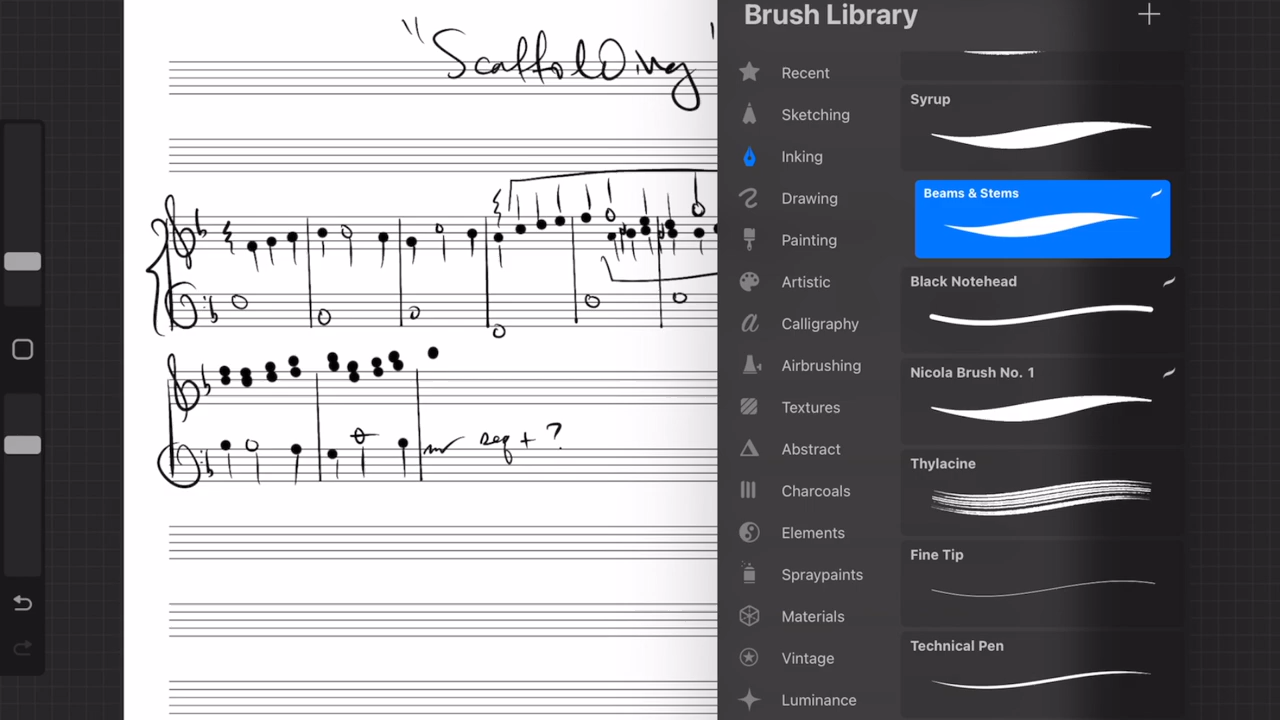 "Scaffolding"
seq + ?
Brush Library
Recent
Sketching
Inking
Drawing
Painting
Artistic
Calligraphy
Airbrushing
Textures
Abstract
Charcoals
Elements
Spraypaints
Materials
Vintage
Luminance
Syrup
Beams & Stems
Black Notehead
Nicola Brush No. 1
Thylacine
Fine Tip
Technical Pen